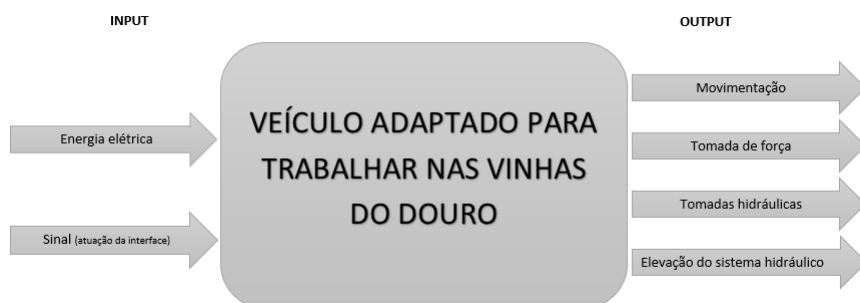 INPUT
OUTPUT
Energia elétrica
Sinal (atuação da interface)
VEÍCULO ADAPTADO PARA
TRABALHAR NAS VINHAS
DO DOURO
Movimentação
Tomada de força
Tomadas hidráulicas
Elevação do sistema hidráulico